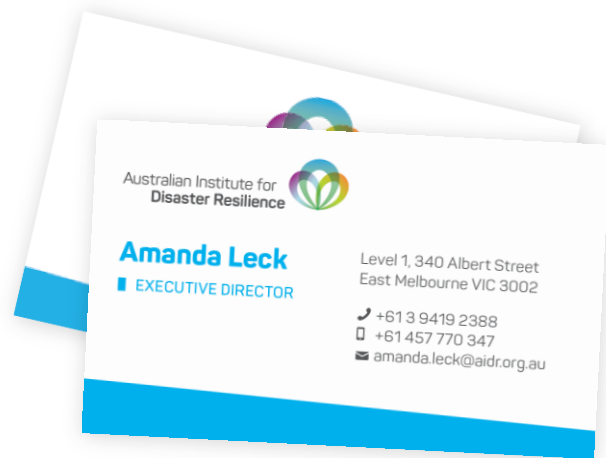 Australian Institute for
Disaster Resilience
Amanda Leck
EXECUTIVE DIRECTOR
Level 1, 340 Albert Street
East Melbourne VIC 3002
+61 3 9419 2388
+61 457 770 347
amanda.leck@aidr.org.au